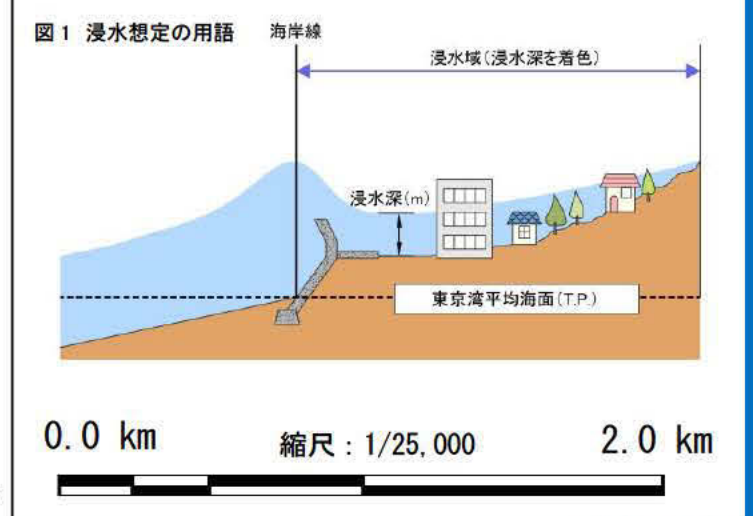 図1 浸水想定の用語
海岸線
浸水域(浸水深を着色)
浸水深(m)
東京湾平均海面(T.P.)
0.0 km
縮尺：1/25,000
2.0 km